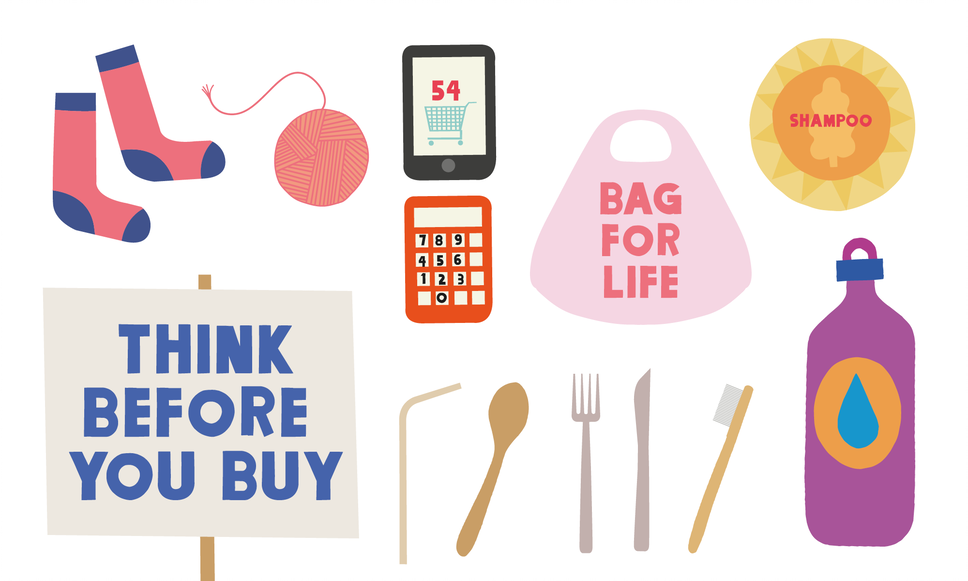 54
7 8 9
4 5 6
1 2 3
0
BAG
FOR
LIFE
SHAMPOO
THINK
BEFORE
YOU BUY